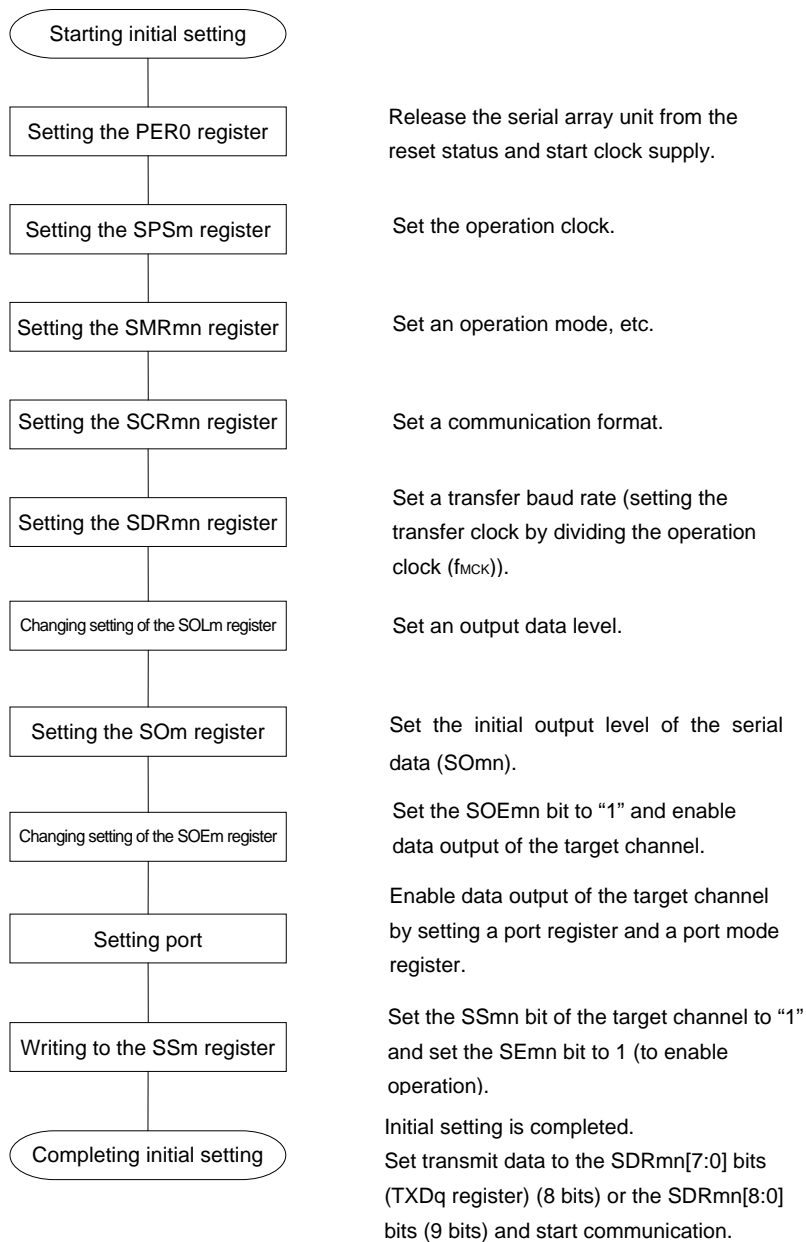 Starting initial setting
Setting the PER0 register
Release the serial array unit from the
reset status and start clock supply.
Setting the SPSm register
Set the operation clock.
Setting the SMRmn register
Set an operation mode, etc.
Setting the SCRmn register
Set a communication format.
Setting the SDRmn register
Set a transfer baud rate (setting the
transfer clock by dividing the operation
clock (fMCK)).
Changing setting of the SOLm register
Set an output data level.
Setting the SOm register
Set the initial output level of the serial
data (SOmn).
Changing setting of the SOEm register
Set the SOEmn bit to “1” and enable
data output of the target channel.
Setting port
Enable data output of the target channel
by setting a port register and a port mode
register.
Writing to the SSm register
Set the SSmn bit of the target channel to “1”
and set the SEmn bit to 1 (to enable
operation).
Completing initial setting
Initial setting is completed.
Set transmit data to the SDRmn[7:0] bits
(TXDq register) (8 bits) or the SDRmn[8:0]
bits (9 bits) and start communication.